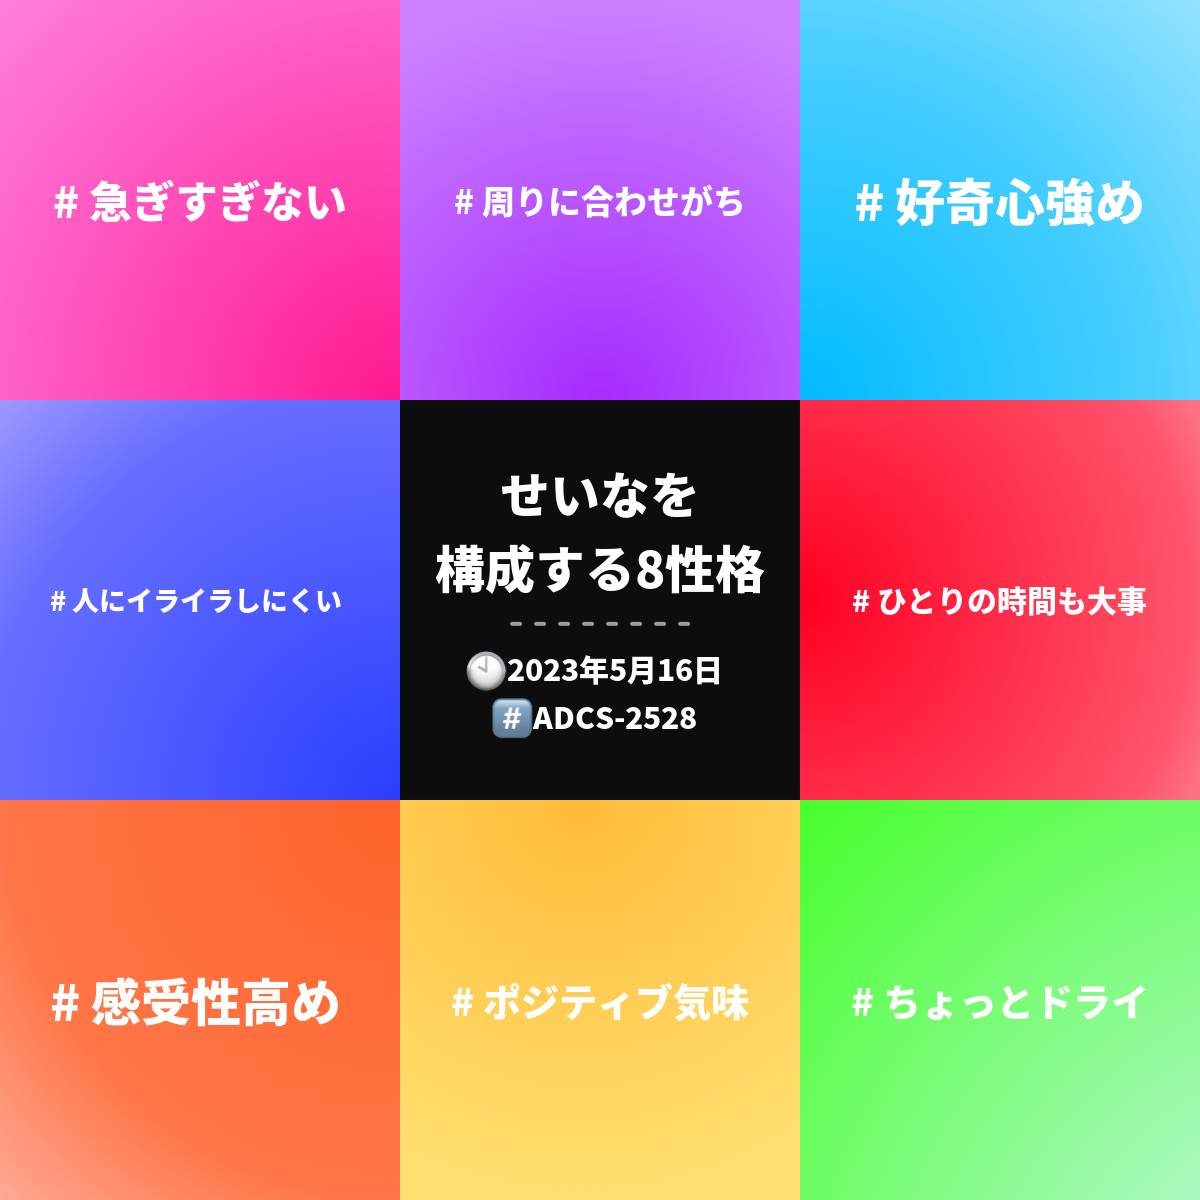 # 急ぎすぎない
# 周りに合わせがち
# 好奇心強め
# 人にイライラしにくい
せいなを
構成する8性格
🕙2023年5月16日
#️⃣ADCS-2528
# ひとりの時間も大事
# 感受性高め
# ポジティブ気味
# ちょっとドライ